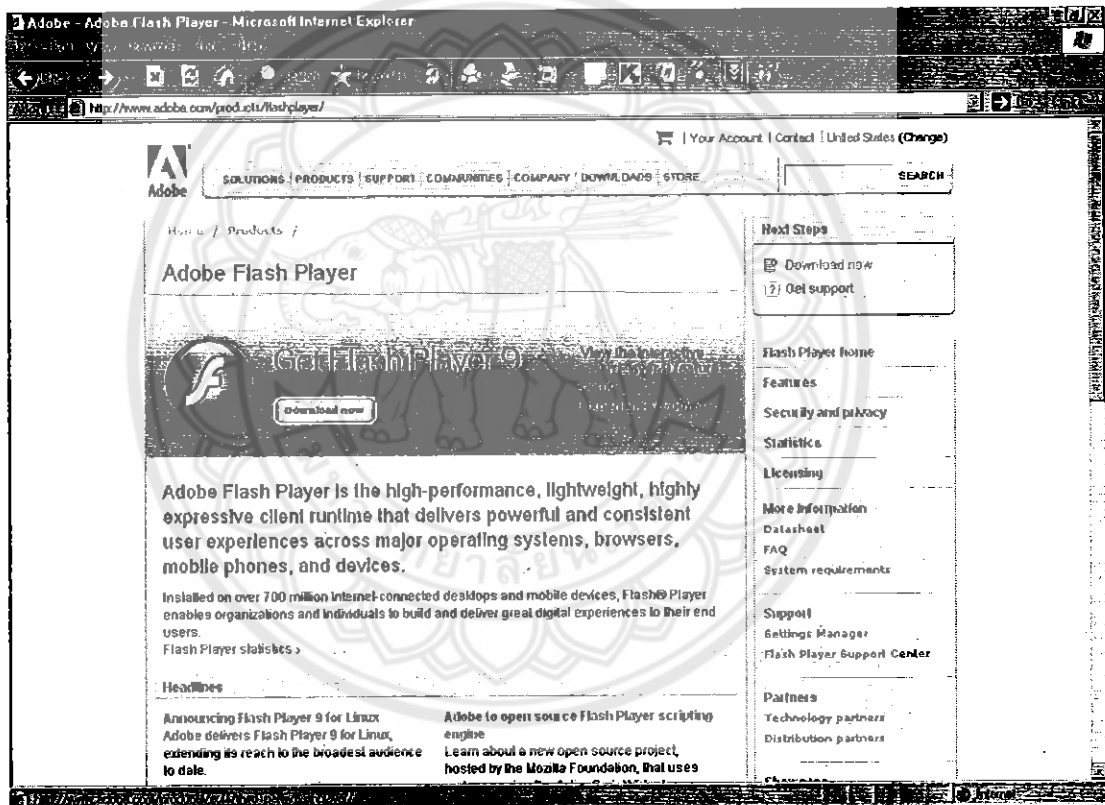 Adobe - Adobe Flash Player - Microsoft Internet Explorer
http://www.adobe.com/products/flashplayer/
| Your Account | Contact | United States (Change)
Adobe
SOLUTIONS | PRODUCTS | SUPPORT | COMMUNITIES | COMPANY | DOWNLOADS | STORE
SEARCH
Home / Products /
Adobe Flash Player
Get Flash Player 9
View the interactive
Download now
Adobe Flash Player is the high-performance, lightweight, highly
expressive client runtime that delivers powerful and consistent
user experiences across major operating systems, browsers,
mobile phones, and devices.
Installed on over 700 million Internet-connected desktops and mobile devices, Flash® Player
enables organizations and individuals to build and deliver great digital experiences to their end
users.
Flash Player statistics ›
Headlines
Announcing Flash Player 9 for Linux
Adobe delivers Flash Player 9 for Linux,
extending its reach to the broadest audience
to date.
Adobe to open source Flash Player scripting
engine
Learn about a new open source project,
hosted by the Mozilla Foundation, that uses
Next Steps
Download now
Get support
Flash Player home
Features
Security and privacy
Statistics
Licensing
More information
Datasheet
FAQ
System requirements
Support
Settings Manager
Flash Player Support Center
Partners
Technology partners
Distribution partners
Internet